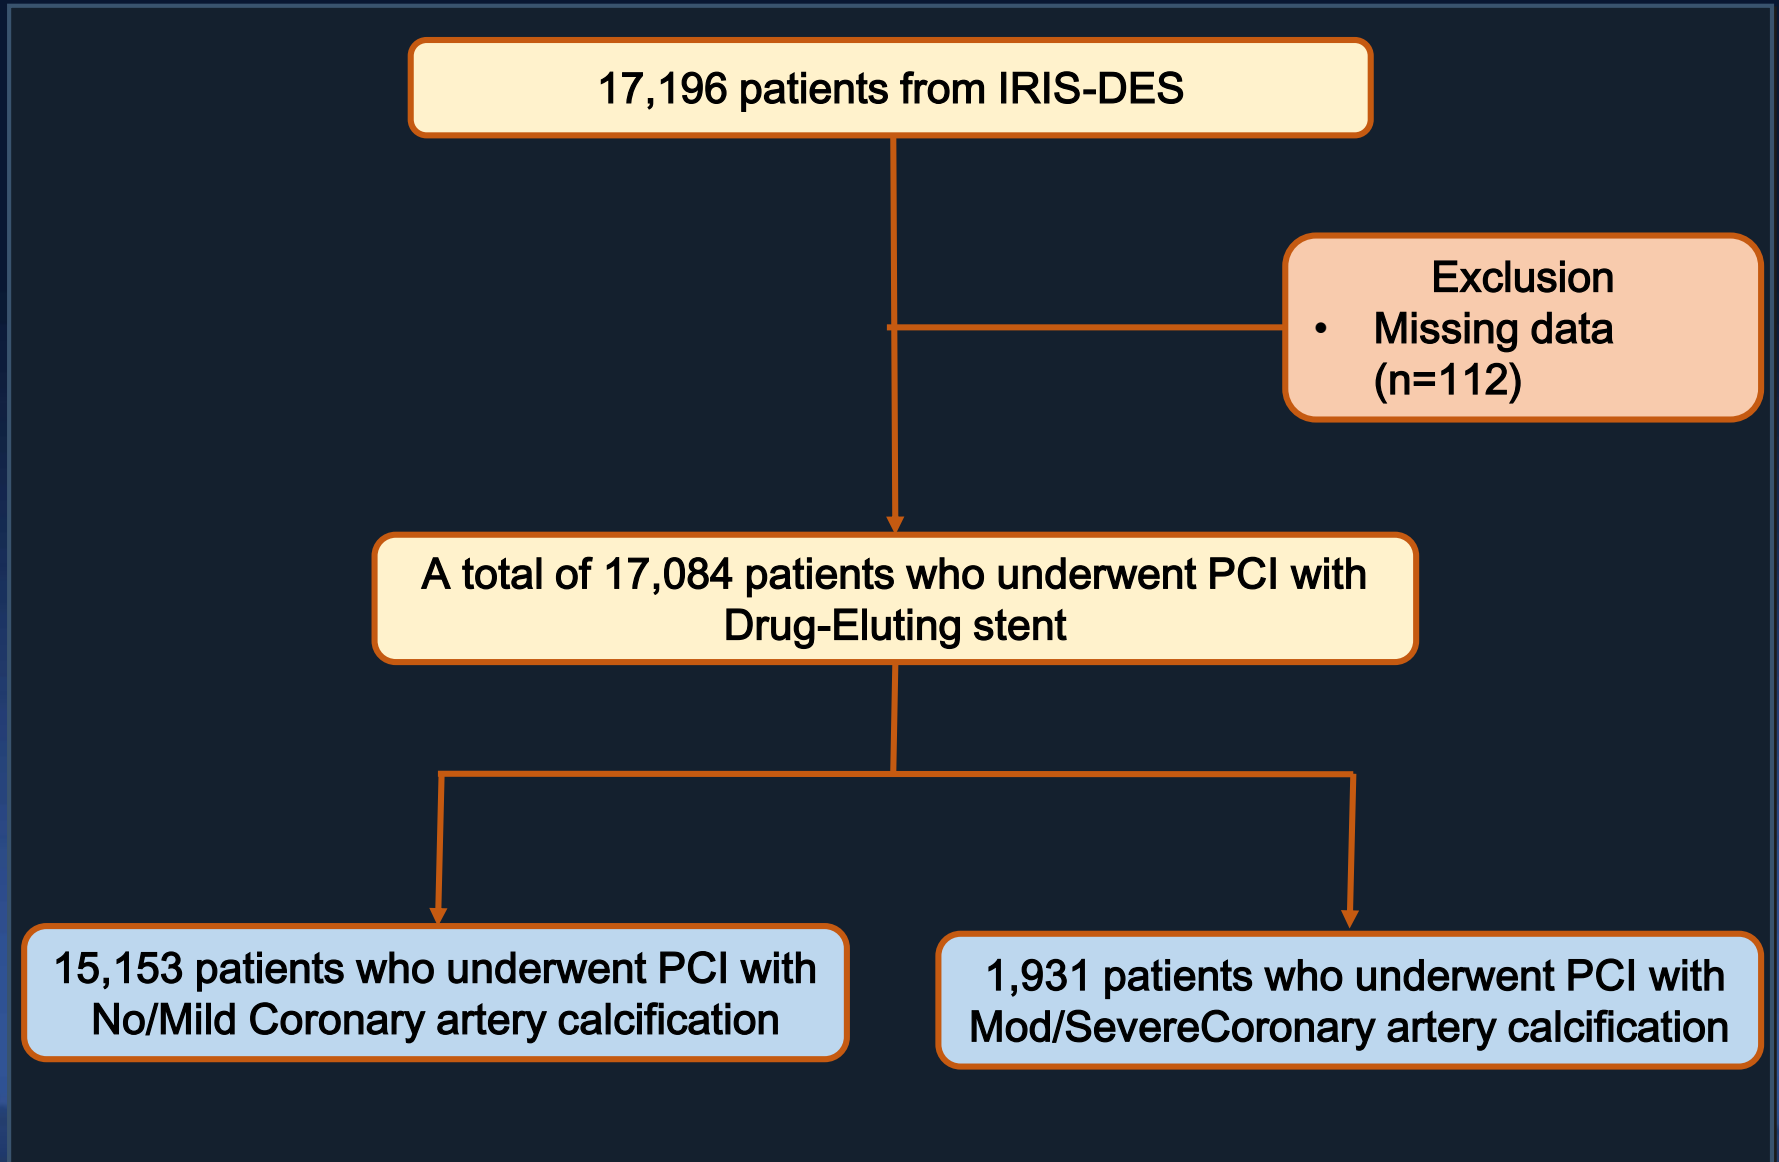 17,196 patients from IRIS-DES
Exclusion
• Missing data
(n=112)
A total of 17,084 patients who underwent PCI with
Drug-Eluting stent
15,153 patients who underwent PCI with
No/Mild Coronary artery calcification
1,931 patients who underwent PCI with
Mod/SevereCoronary artery calcification